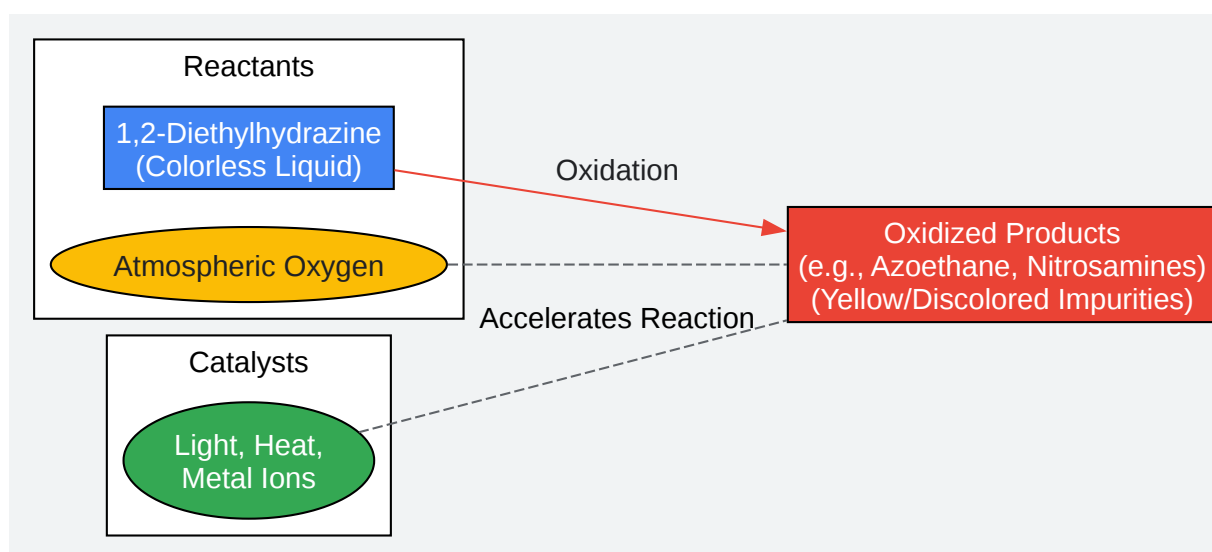 Reactants
1,2-Diethylhydrazine
(Colorless Liquid)
Oxidation
Atmospheric Oxygen
Oxidized Products
(e.g., Azoethane, Nitrosamines)
(Yellow/Discolored Impurities)
Accelerates Reaction
Catalysts
Light, Heat,
Metal Ions